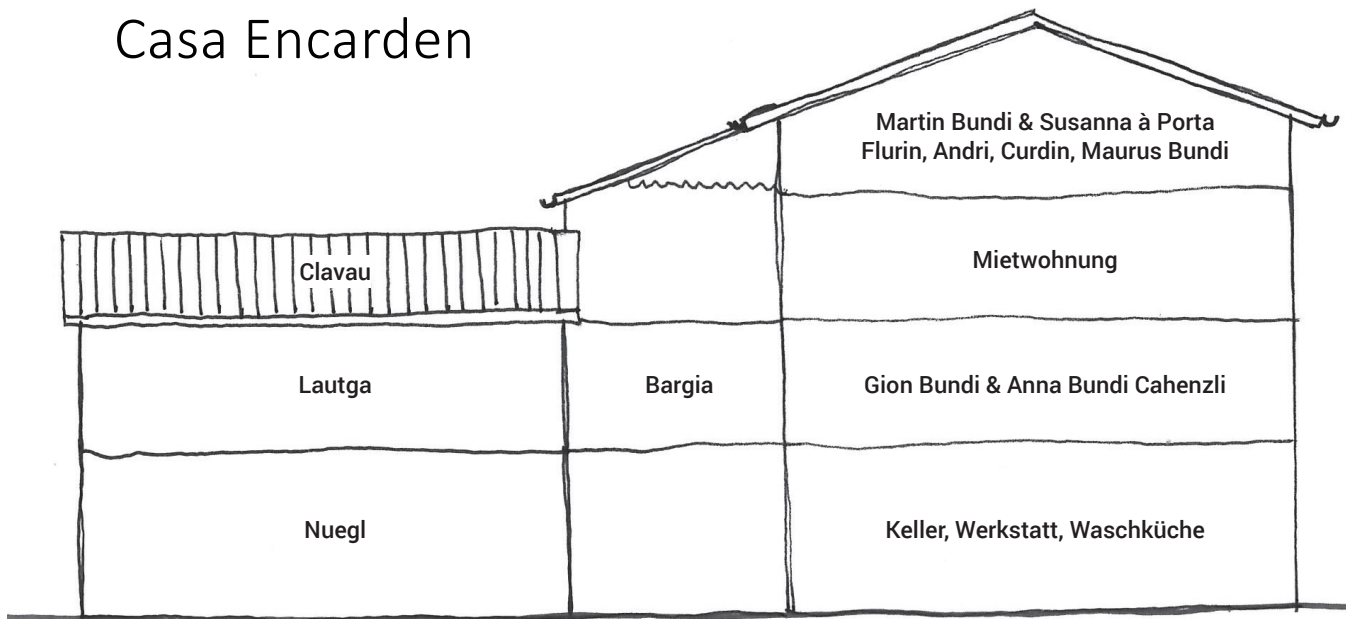 Casa Encarden
Martin Bundi & Susanna à Porta
Flurin, Andri, Curdin, Maurus Bundi
Clavau
Mietwohnung
Lautga
Bargia
Gion Bundi & Anna Bundi Cahenzli
Nuegl
Keller, Werkstatt, Waschküche